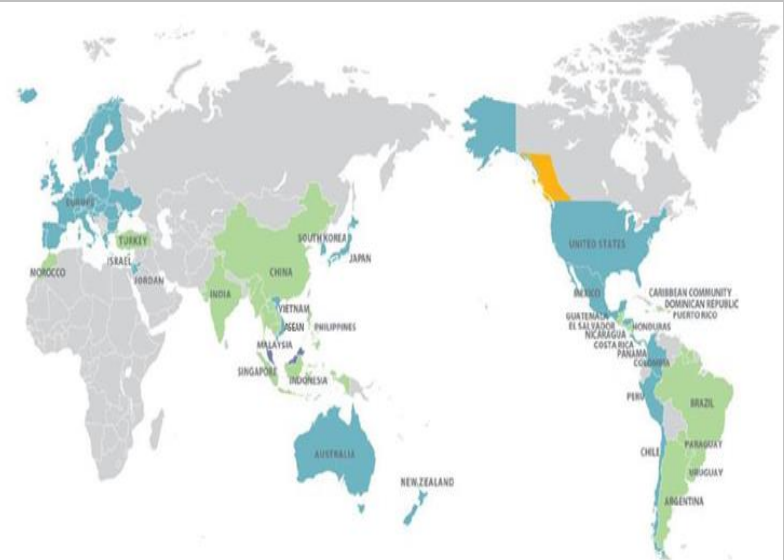 EUROPE
TURKEY
ISRAEL
MOROCCO
JORDAN
SOUTH KOREA
JAPAN
CHINA
INDIA
VIETNAM
ASEAN
PHILIPPINES
MALAYSIA
SINGAPORE
INDONESIA
AUSTRALIA
NEW ZEALAND
UNITED STATES
MEXICO
CARIBBEAN COMMUNITY
DOMINICAN REPUBLIC
PUERTO RICO
GUATEMALA
EL SALVADOR
HONDURAS
NICARAGUA
COSTA RICA
PANAMA
COLOMBIA
PERU
BRAZIL
CHILE
PARAGUAY
URUGUAY
ARGENTINA